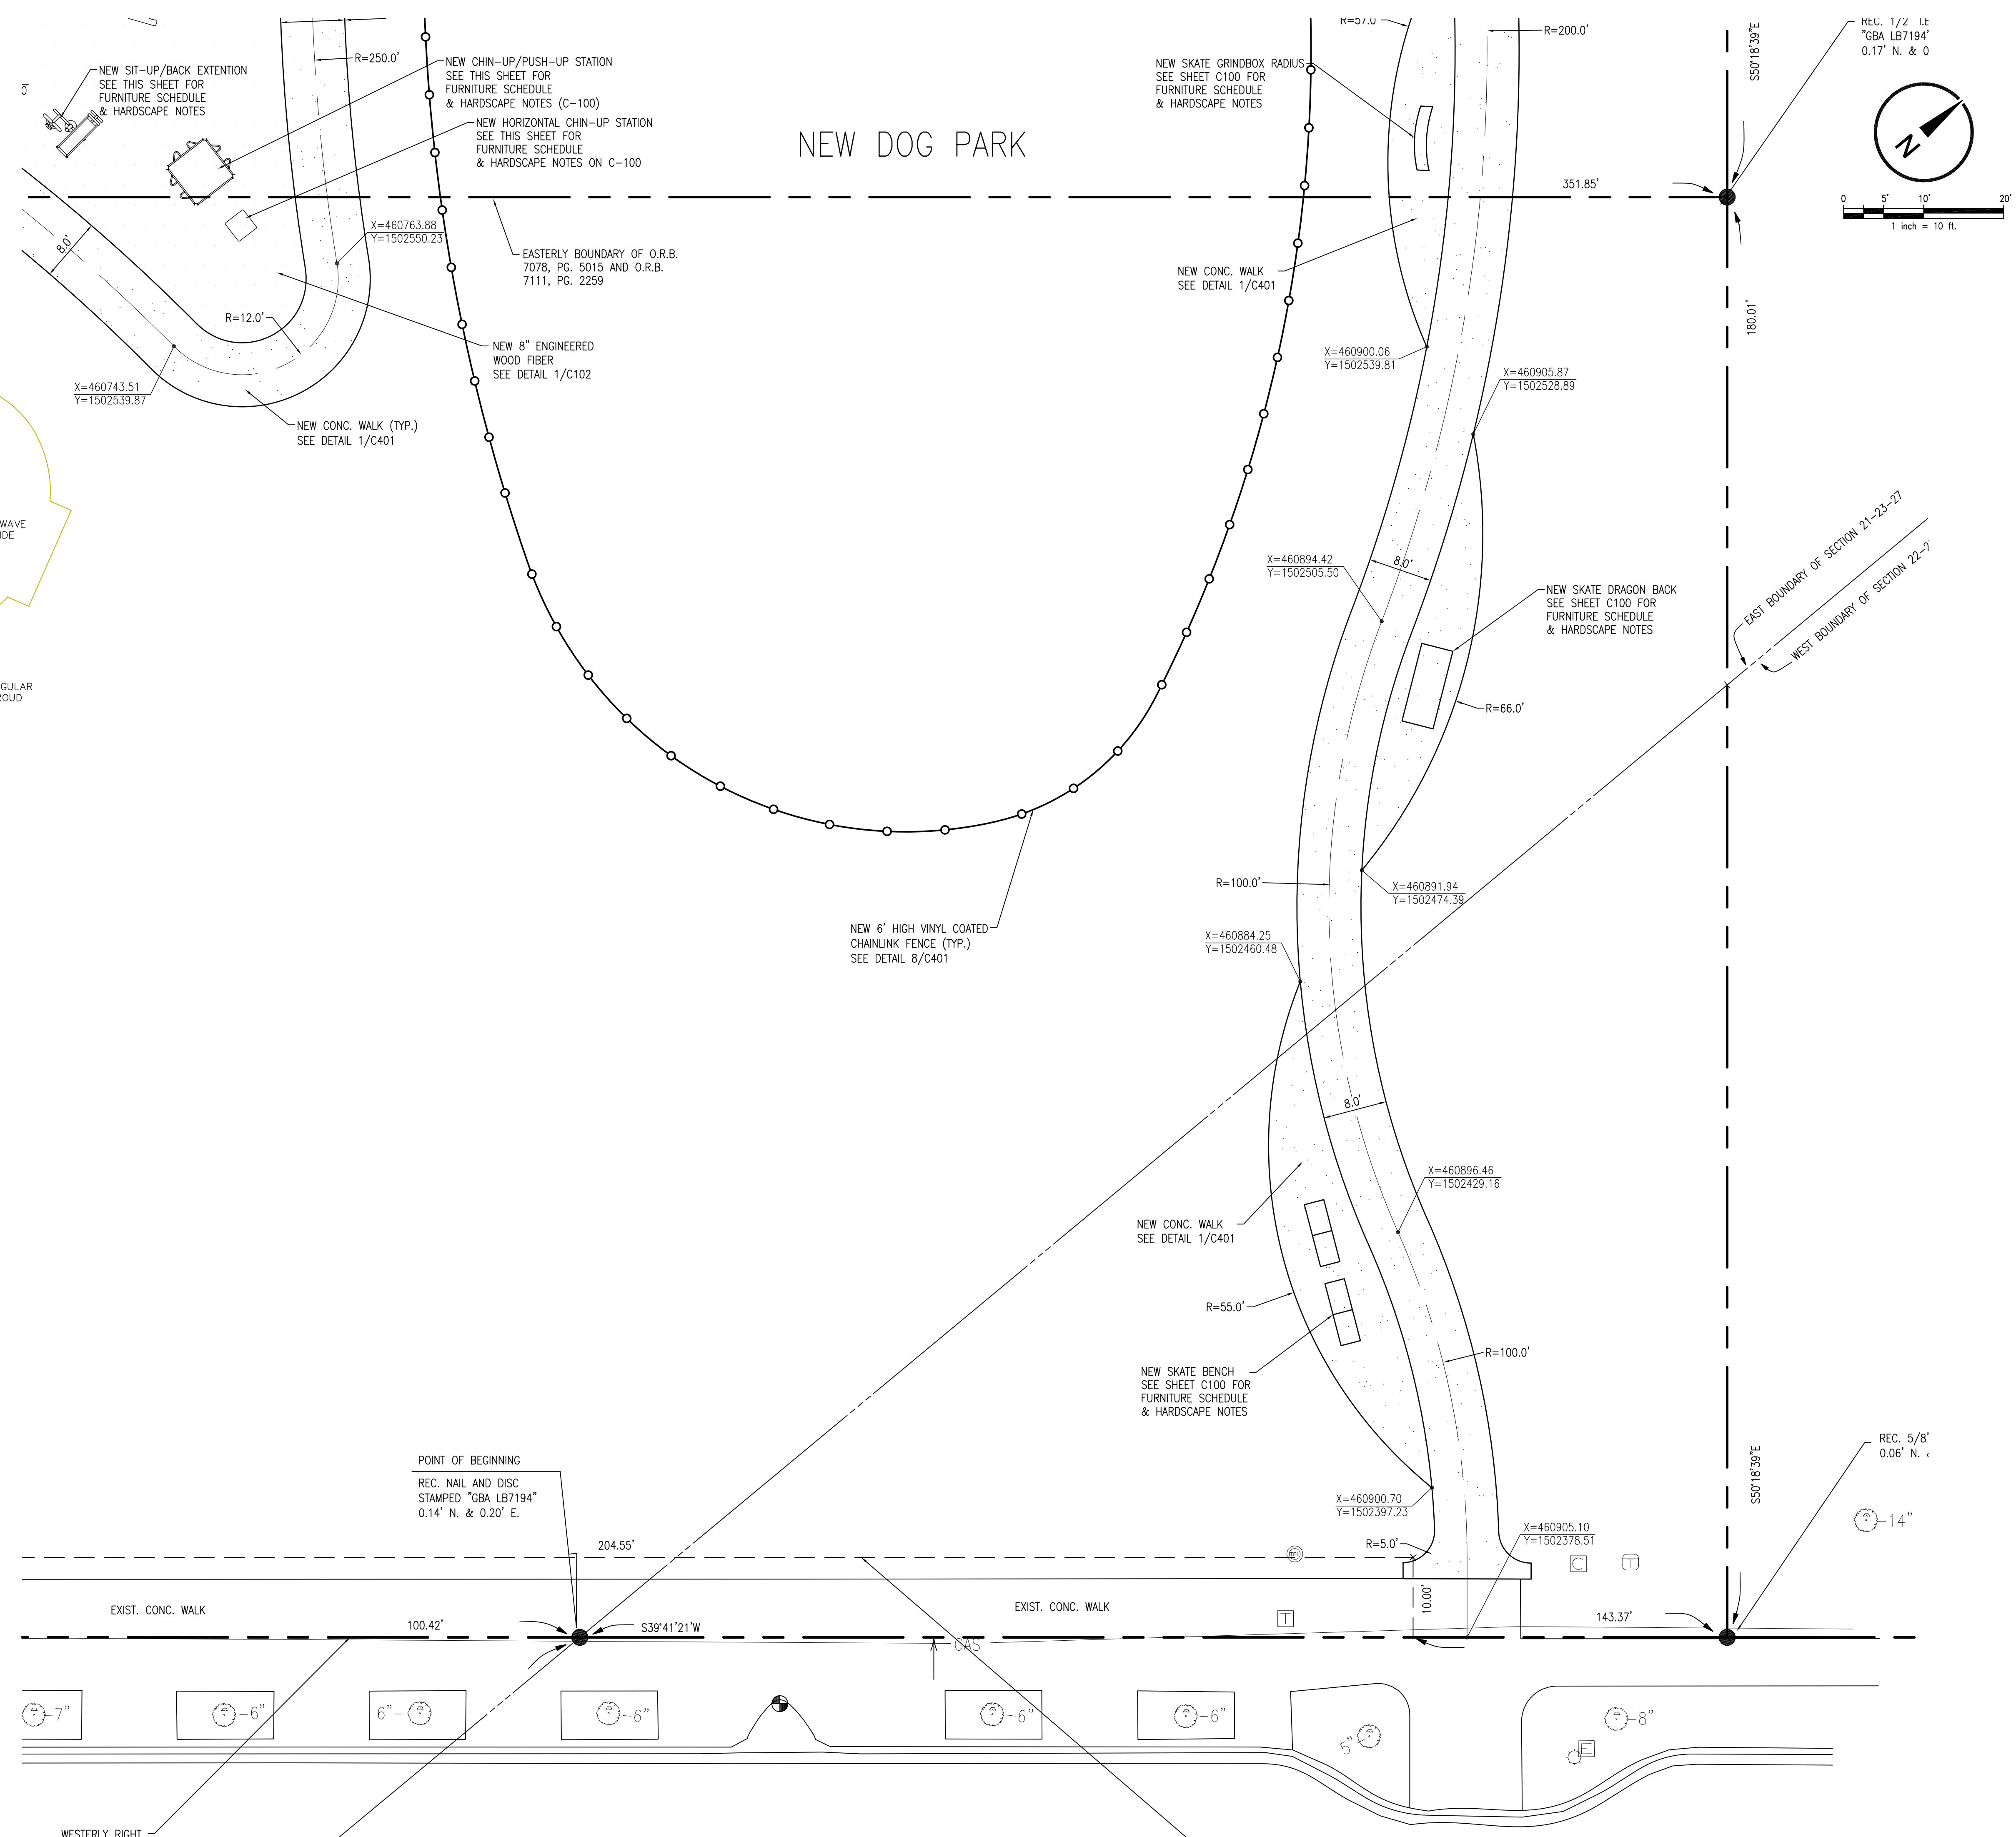 R=57.0'
R=200.0'
S50°18'39"E
"GBA LB7194'
0.17' N. & 0
R=250.0'
NEW SIT-UP/BACK EXTENTION
SEE THIS SHEET FOR
FURNITURE SCHEDULE
& HARDSCAPE NOTES
NEW CHIN-UP/PUSH-UP STATION
SEE THIS SHEET FOR
FURNITURE SCHEDULE
& HARDSCAPE NOTES (C-100)
NEW HORIZONTAL CHIN-UP STATION
SEE THIS SHEET FOR
FURNITURE SCHEDULE
& HARDSCAPE NOTES ON C-100
NEW DOG PARK
NEW SKATE GRINDBOX RADIUS
SEE SHEET C100 FOR
FURNITURE SCHEDULE
& HARDSCAPE NOTES
N
351.85'
0 5' 10' 20'
1 inch = 10 ft.
8.0'
X=460763.88
Y=1502550.23
EASTERLY BOUNDARY OF O.R.B.
7078, PG. 5015 AND O.R.B.
7111, PG. 2259
NEW CONC. WALK
SEE DETAIL 1/C401
180.01'
R=12.0'
NEW 8" ENGINEERED
WOOD FIBER
SEE DETAIL 1/C102
X=460743.51
Y=1502539.87
NEW CONC. WALK (TYP.)
SEE DETAIL 1/C401
X=460900.06
Y=1502539.81
X=460905.87
Y=1502528.89
WAVE
IDE
X=460894.42
Y=1502505.50
8.0'
NEW SKATE DRAGON BACK
SEE SHEET C100 FOR
FURNITURE SCHEDULE
& HARDSCAPE NOTES
EAST BOUNDARY OF SECTION 21-23-27
WEST BOUNDARY OF SECTION 22-2
GULAR
ROUD
R=66.0'
R=100.0'
X=460891.94
Y=1502474.39
NEW 6' HIGH VINYL COATED
CHAINLINK FENCE (TYP.)
SEE DETAIL 8/C401
X=460884.25
Y=1502460.48
8.0'
X=460896.46
Y=1502429.16
NEW CONC. WALK
SEE DETAIL 1/C401
R=55.0'
R=100.0'
NEW SKATE BENCH
SEE SHEET C100 FOR
FURNITURE SCHEDULE
& HARDSCAPE NOTES
POINT OF BEGINNING
REC. NAIL AND DISC
STAMPED "GBA LB7194"
0.14' N. & 0.20' E.
S50°18'39"E
REC. 5/8'
0.06' N.
X=460900.70
Y=1502397.23
X=460905.10
Y=1502378.51
14"
204.55'
R=5.0'
C
T
EXIST. CONC. WALK
EXIST. CONC. WALK
10.00'
T
100.42'
S39°41'21"W
143.37'
GAS
-7"
-6"
6"-
-6"
-6"
-6"
5"
-8"
E
WESTERLY RIGHT